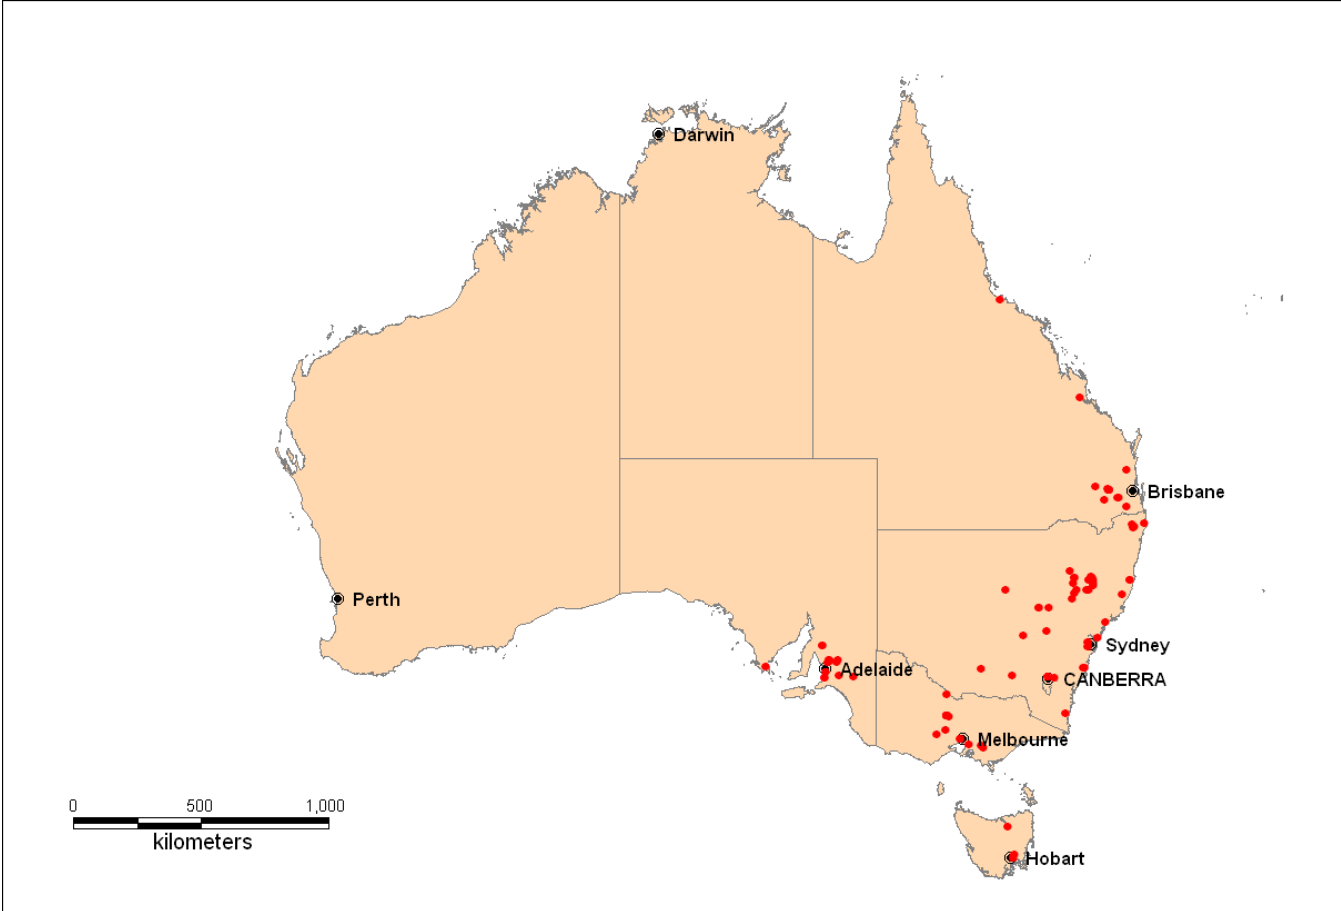 Darwin
Brisbane
Perth
Sydney
Adelaide
CANBERRA
Melbourne
0 500 1,000
kilometers
Hobart